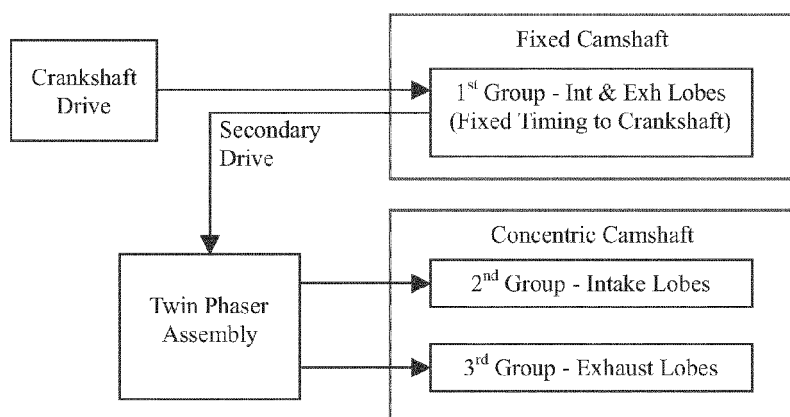 Fixed Camshaft
Crankshaft
Drive
1st Group - Int & Exh Lobes
(Fixed Timing to Crankshaft)
Secondary
Drive
Concentric Camshaft
2nd Group - Intake Lobes
Twin Phaser
Assembly
3rd Group - Exhaust Lobes